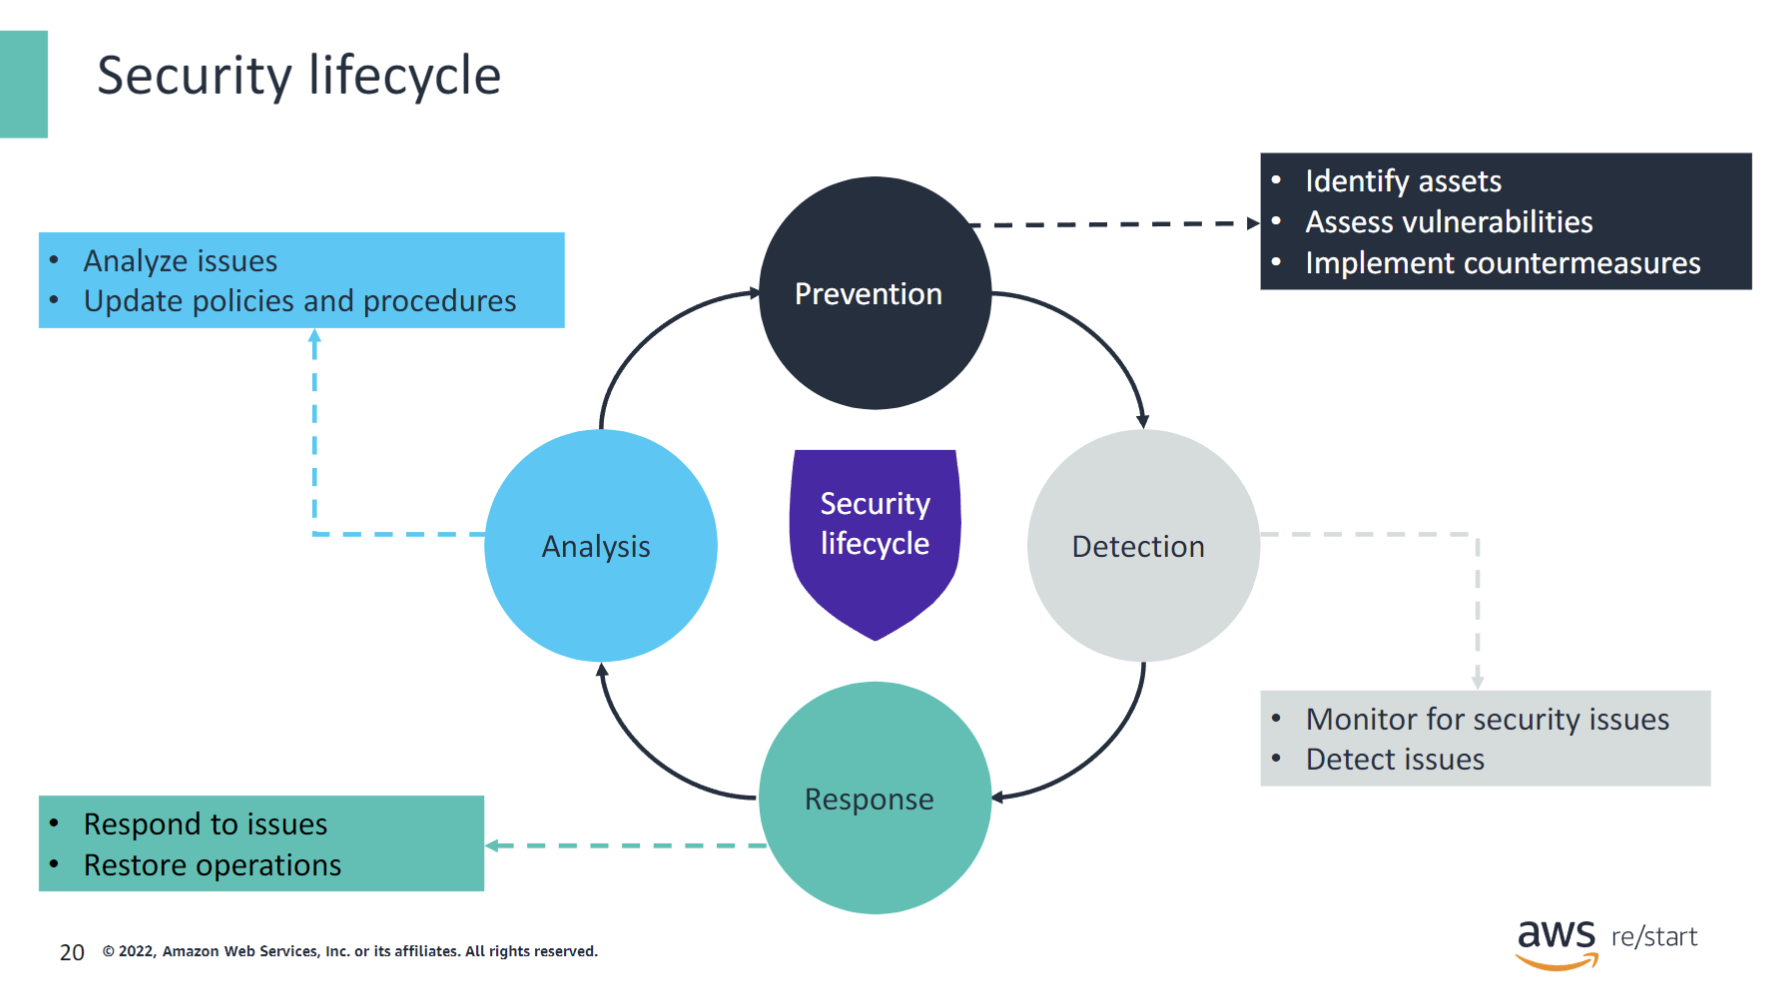 Security lifecycle
• Identify assets
• Assess vulnerabilities
• Implement countermeasures
• Analyze issues
• Update policies and procedures
Prevention
Security
lifecycle
Analysis
Detection
• Monitor for security issues
• Detect issues
Response
• Respond to issues
• Restore operations
20 © 2022, Amazon Web Services, Inc. or its affiliates. All rights reserved.
aws re/start